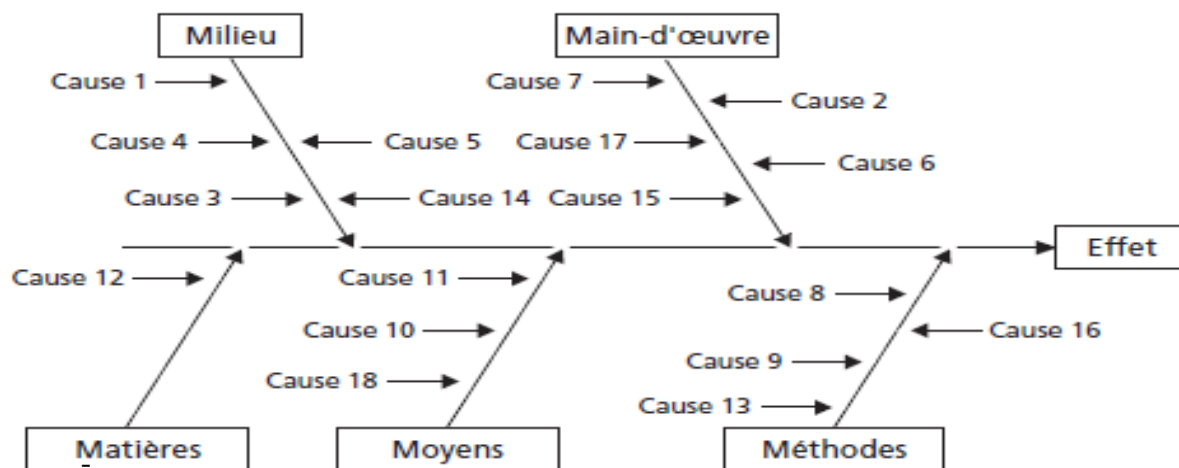 Milieu
Main-d'œuvre
Cause 1
Cause 7
Cause 2
Cause 4
Cause 5
Cause 17
Cause 6
Cause 3
Cause 14
Cause 15
Effet
Cause 12
Cause 11
Cause 8
Cause 10
Cause 16
Cause 9
Cause 18
Cause 13
Matières
Moyens
Méthodes